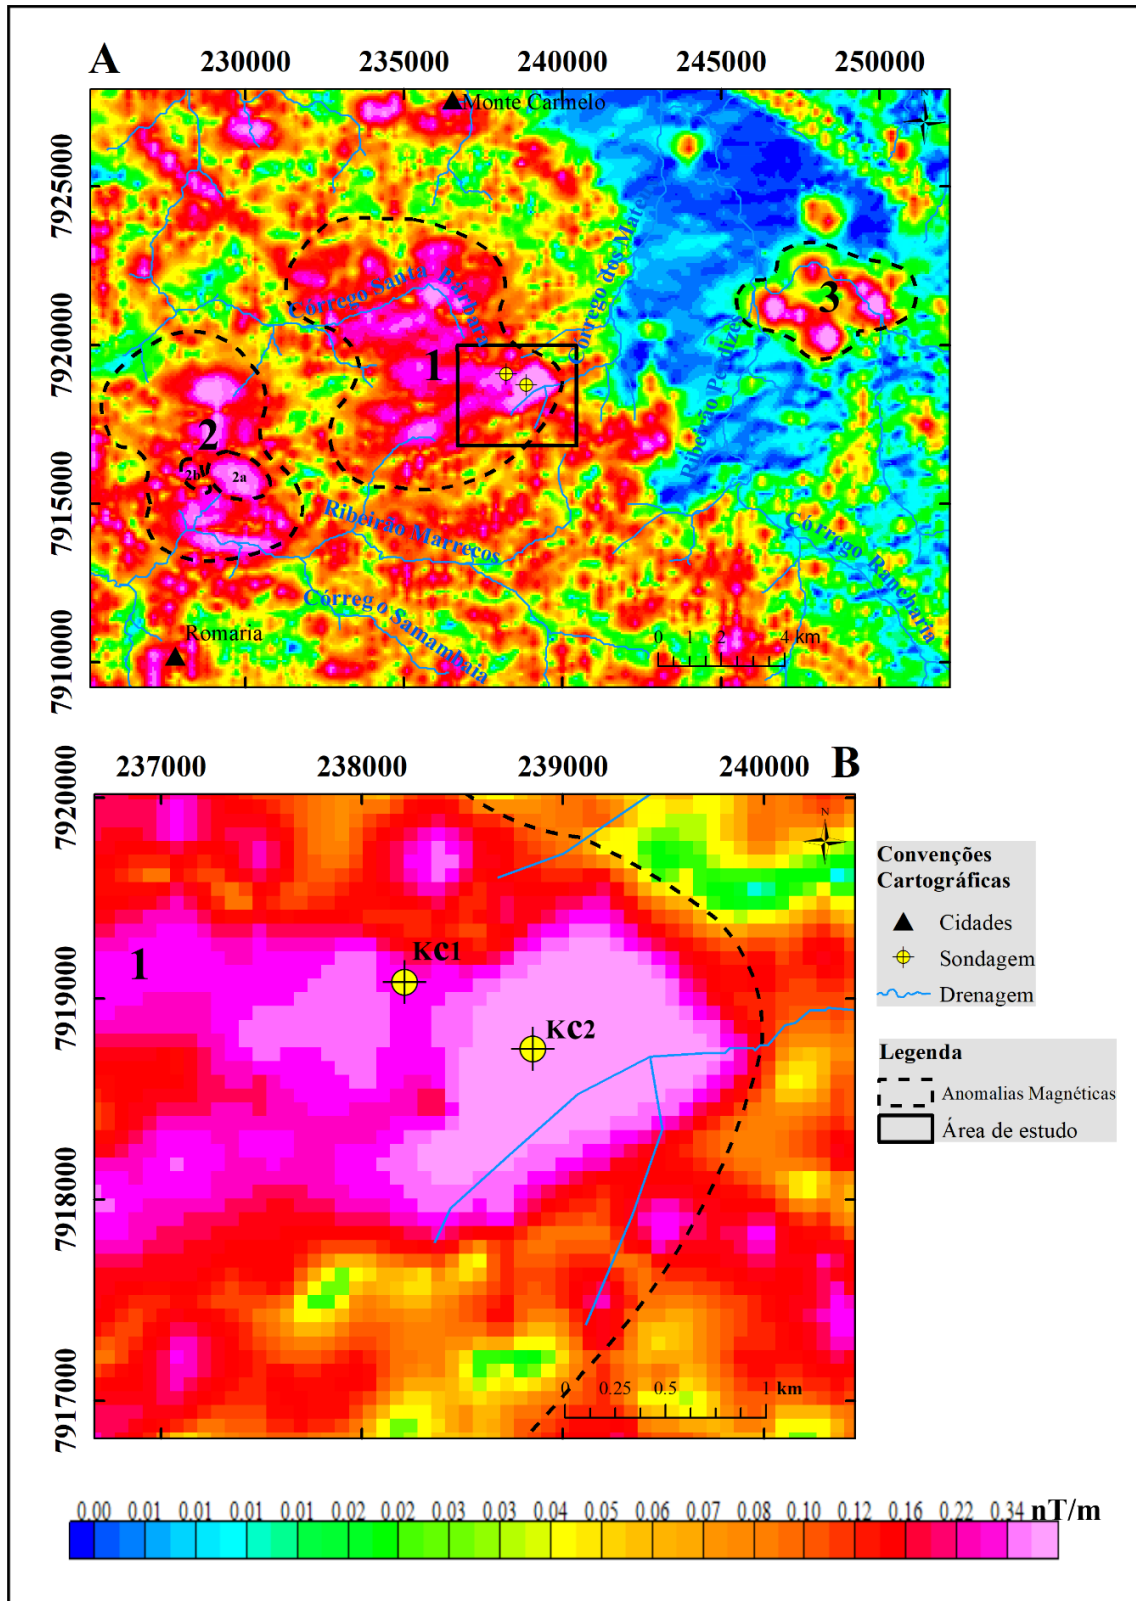 A
230000 235000 240000 245000 250000
Monte Carmelo
7925000
7920000
7915000
7910000
Córrego Santa Bárbara
Córrego dos Mate
Ribeirão Perdizes
Ribeirão Marrecos
Córrego Samambaia
Córrego Rancharia
1
2
2b
2a
3
Romaria
0 1 2 4 km
B
237000 238000 239000 240000
7920000
7919000
7918000
7917000
N
1
Kc1
Kc2
0 0.25 0.5 1 km
Convenções
Cartográficas
Cidades
Sondagem
Drenagem
Legenda
Anomalias Magnéticas
Área de estudo
0.00 0.01 0.01 0.01 0.01 0.02 0.02 0.03 0.03 0.04 0.05 0.06 0.07 0.08 0.10 0.12 0.16 0.22 0.34 nT/m